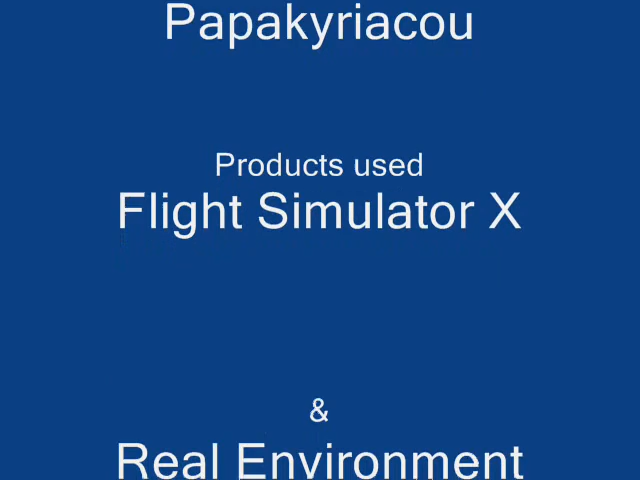 Papakyriacou
Products used
Flight Simulator X
&
Real Environment